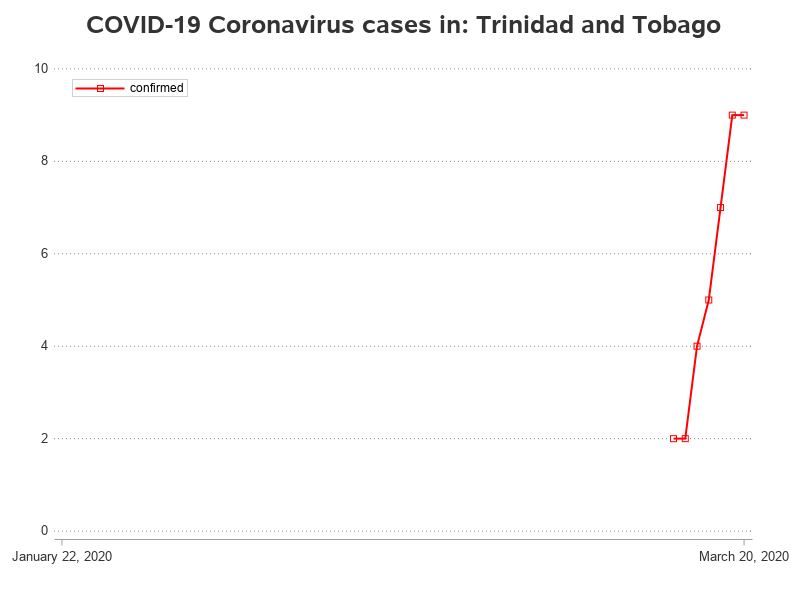 COVID-19 Coronavirus cases in: Trinidad and Tobago
10
confirmed
8
6
4
2
0
January 22, 2020
March 20, 2020